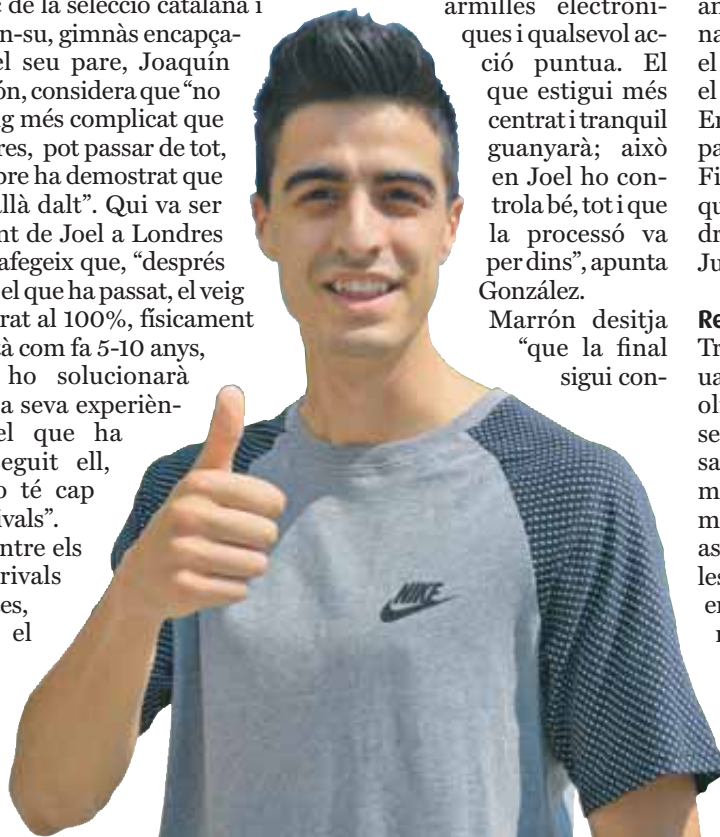 c de la selecció catalana i
n-su, gimnàs encapça-
el seu pare, Joaquín
ón, considera que “no
g més complicat que
res, pot passar de tot,
bre ha demostrat que
allà dalt”. Qui va ser
nt de Joel a Londres
afegeix que, “després
el que ha passat, el veig
rat al 100%, físicament
tà com fa 5-10 anys,
ho solucionarà
a seva experièn-
el que ha
eguit ell,
o té cap
ivals”.
ntre els
rivals
es,
el
armilles electròni-
ques i qualsevol ac-
ció puntua. El
que estigui més
centrat i tranquil
guanyarà; això
en Joel ho con-
trola bé, tot i que
la processó va
per dins”, apunta
González.
Marrón desitja
“que la final
sigui con-
NIKE
an
na
el
el
En
pa
Fi
qu
dr
Ju
Re
Tr
ua
se
sa
m
m
as
les